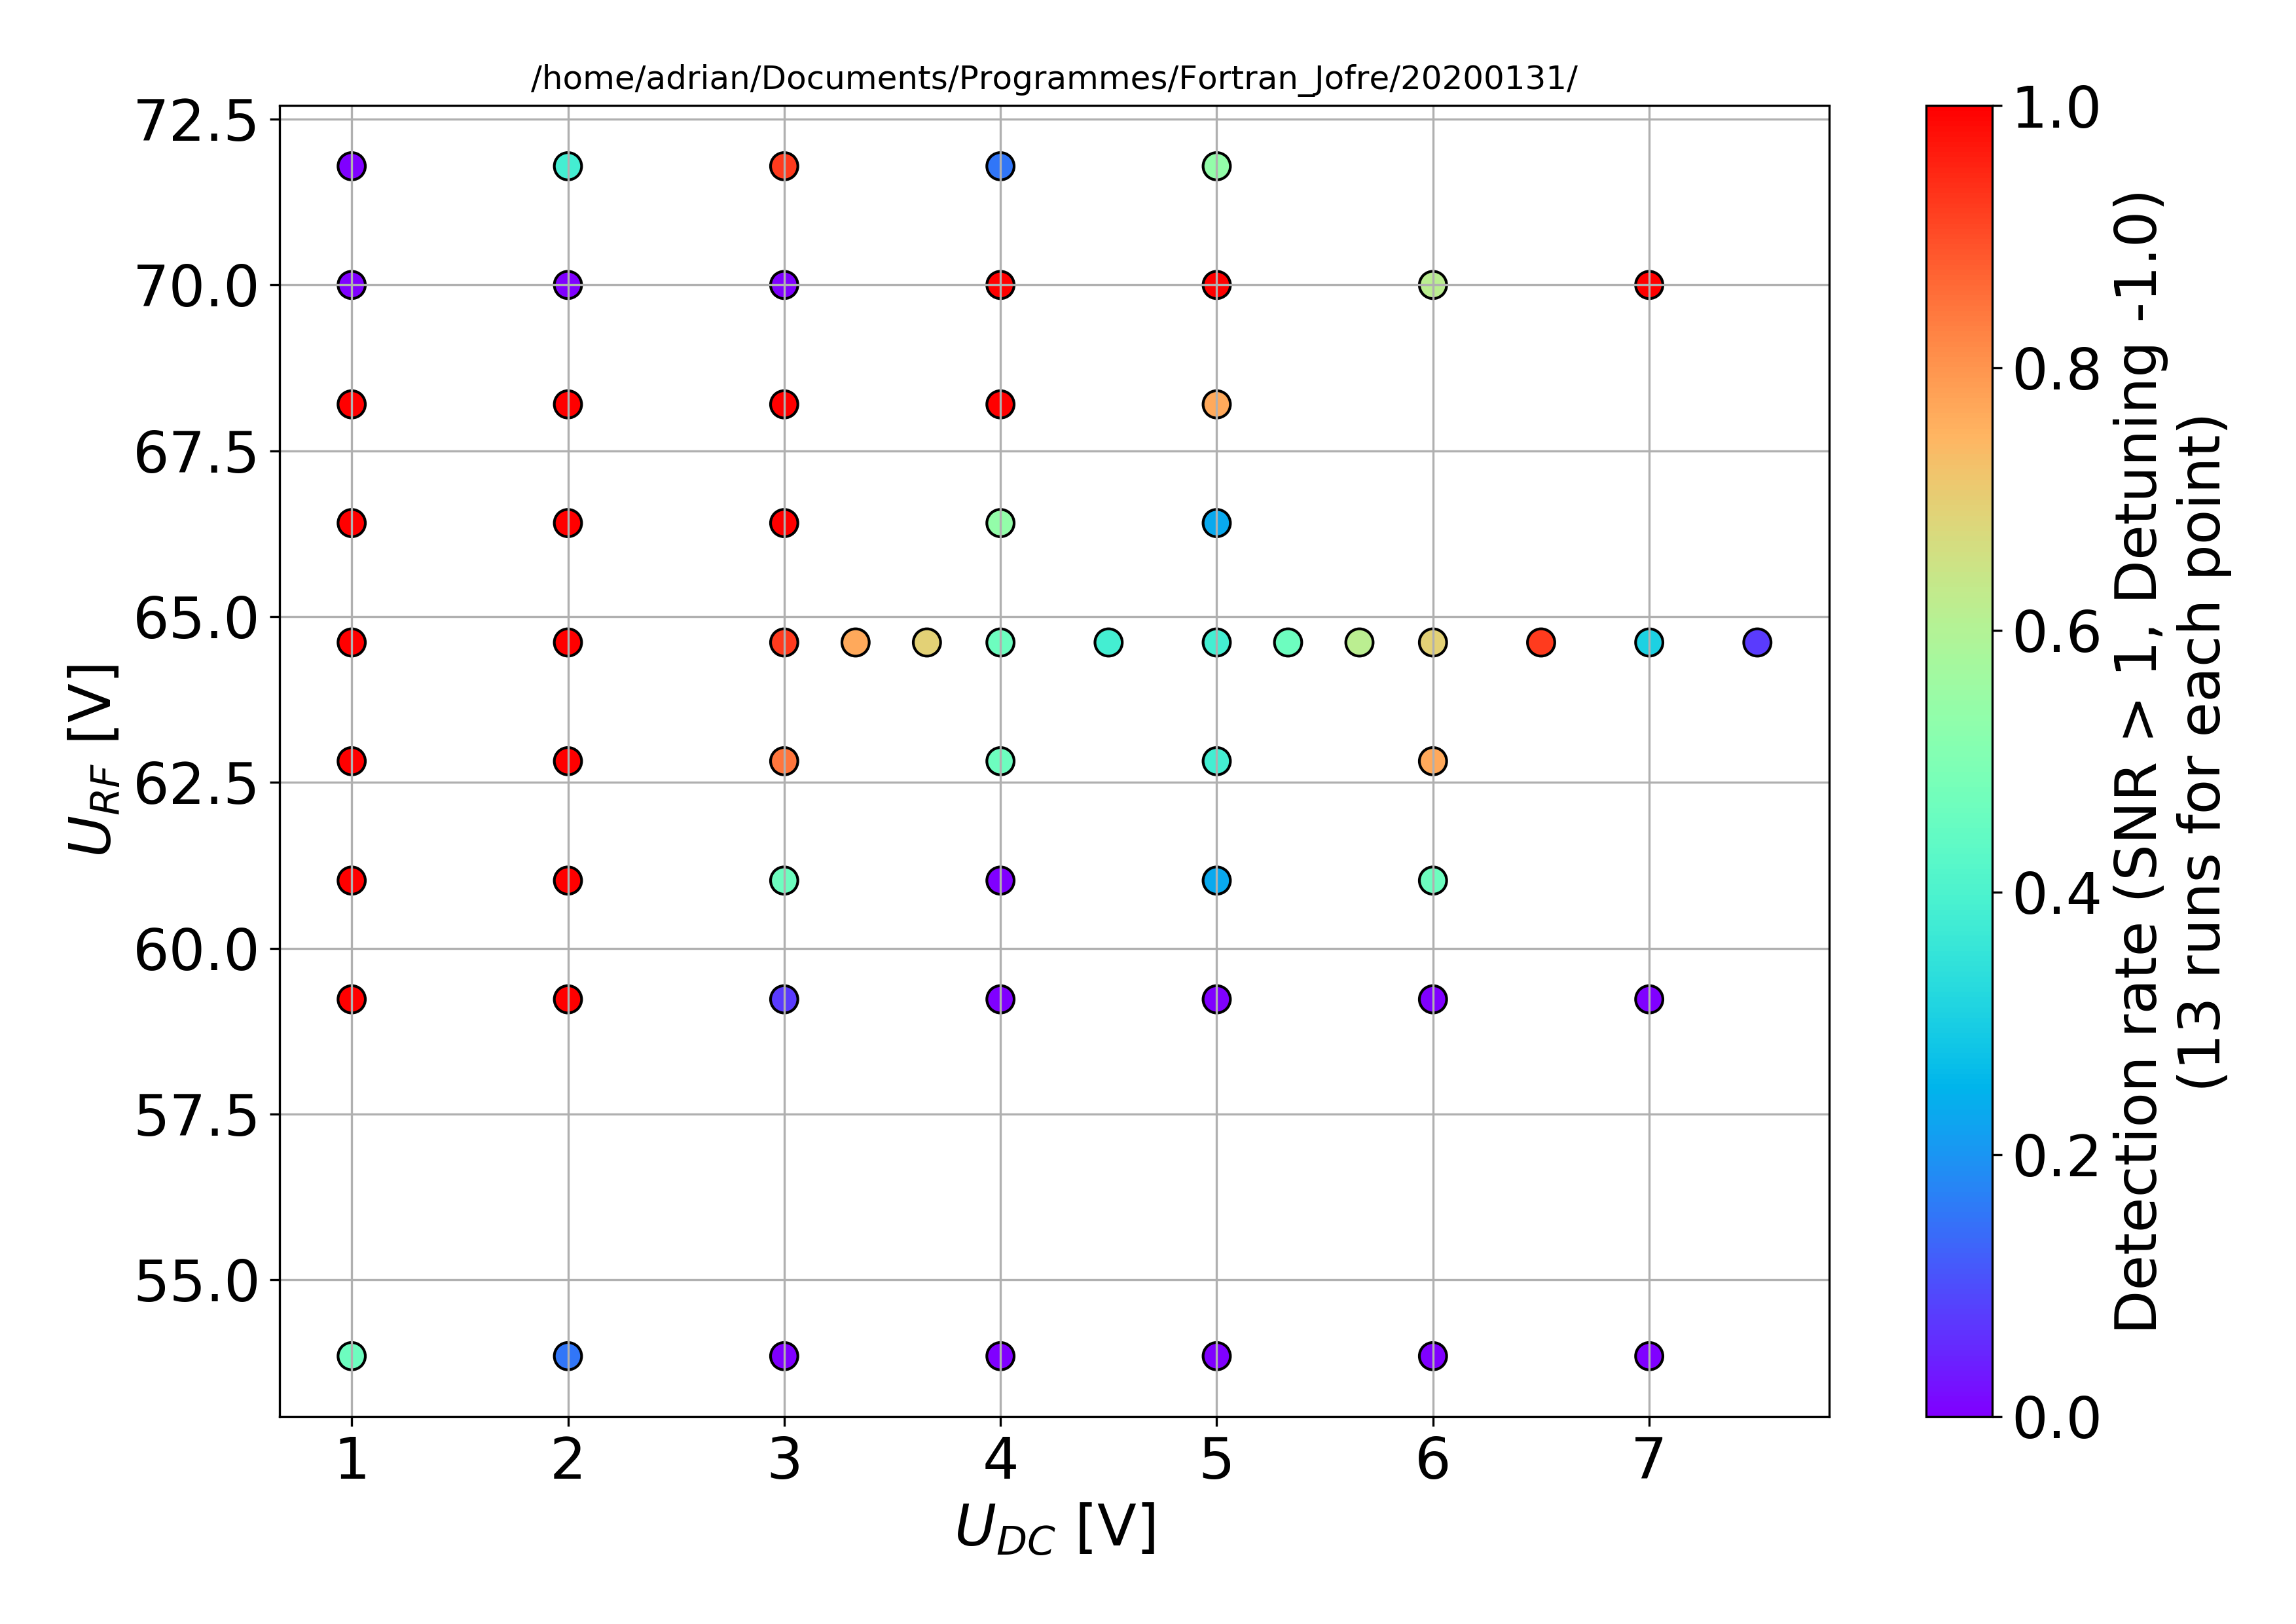 /home/adrian/Documents/Programmes/Fortran_Jofre/20200131/
72.5
70.0
67.5
65.0
62.5
60.0
57.5
55.0
U_RF [V]
1 2 3 4 5 6 7
U_DC [V]
1.0
0.8
0.6
0.4
0.2
0.0
Detection rate (SNR > 1, Detuning -1.0)
(13 runs for each point)